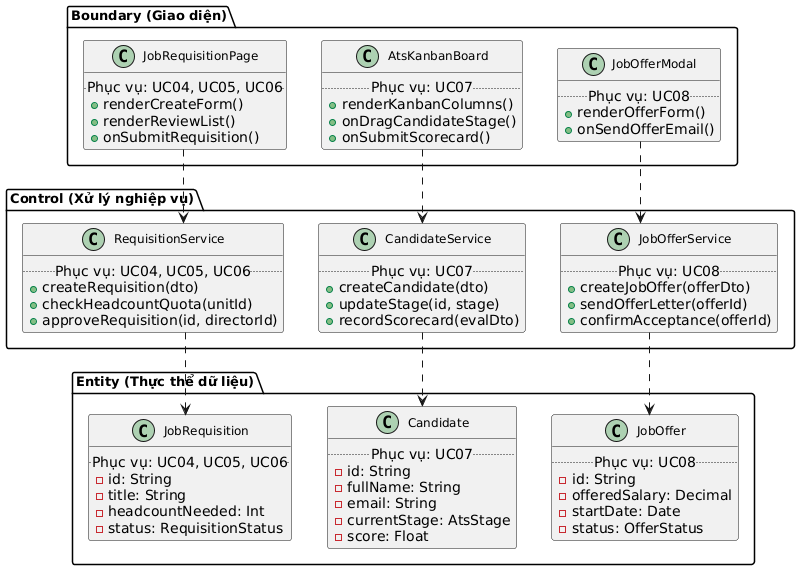 Boundary (Giao diện)
C JobRequisitionPage
Phục vụ: UC04, UC05, UC06
renderCreateForm()
renderReviewList()
onSubmitRequisition()
C AtsKanbanBoard
Phục vụ: UC07
renderKanbanColumns()
onDragCandidateStage()
onSubmitScorecard()
C JobOfferModal
Phục vụ: UC08
renderOfferForm()
onSendOfferEmail()
Control (Xử lý nghiệp vụ)
C RequisitionService
Phục vụ: UC04, UC05, UC06
createRequisition(dto)
checkHeadcountQuota(unitId)
approveRequisition(id, directorId)
C CandidateService
Phục vụ: UC07
createCandidate(dto)
updateStage(id, stage)
recordScorecard(evalDto)
C JobOfferService
Phục vụ: UC08
createJobOffer(offerDto)
sendOfferLetter(offerId)
confirmAcceptance(offerId)
Entity (Thực thể dữ liệu)
C JobRequisition
Phục vụ: UC04, UC05, UC06
id: String
title: String
headcountNeeded: Int
status: RequisitionStatus
C Candidate
Phục vụ: UC07
id: String
fullName: String
email: String
currentStage: AtsStage
score: Float
C JobOffer
Phục vụ: UC08
id: String
offeredSalary: Decimal
startDate: Date
status: OfferStatus